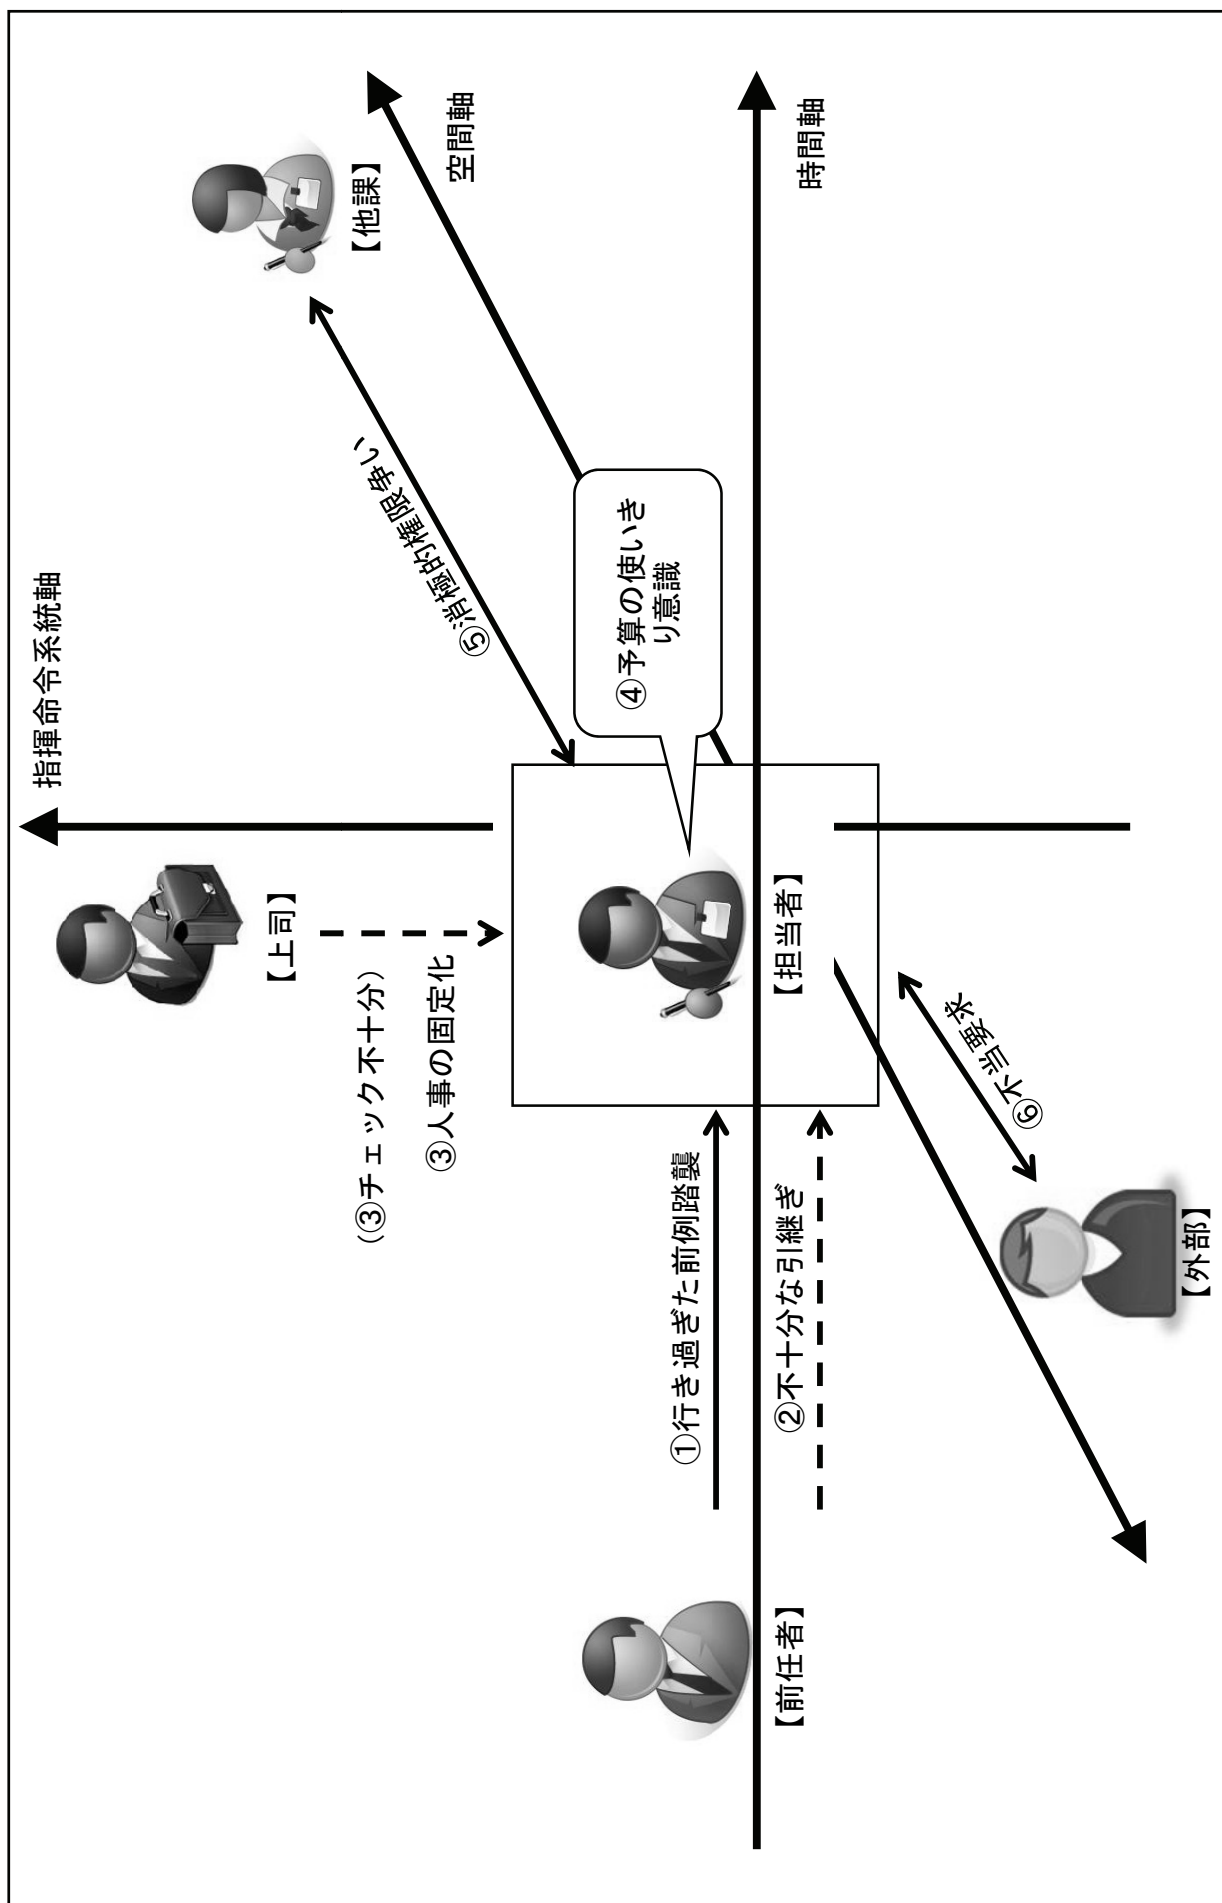 指揮命令系統軸
【上司】
(③チェック不十分)
③人事の固定化
【他課】
空間軸
⑤消極的権限争い
④予算の使いき
り意識
【担当者】
時間軸
①行き過ぎた前例踏襲
②不十分な引継ぎ
【前任者】
⑥不当要求
【外部】